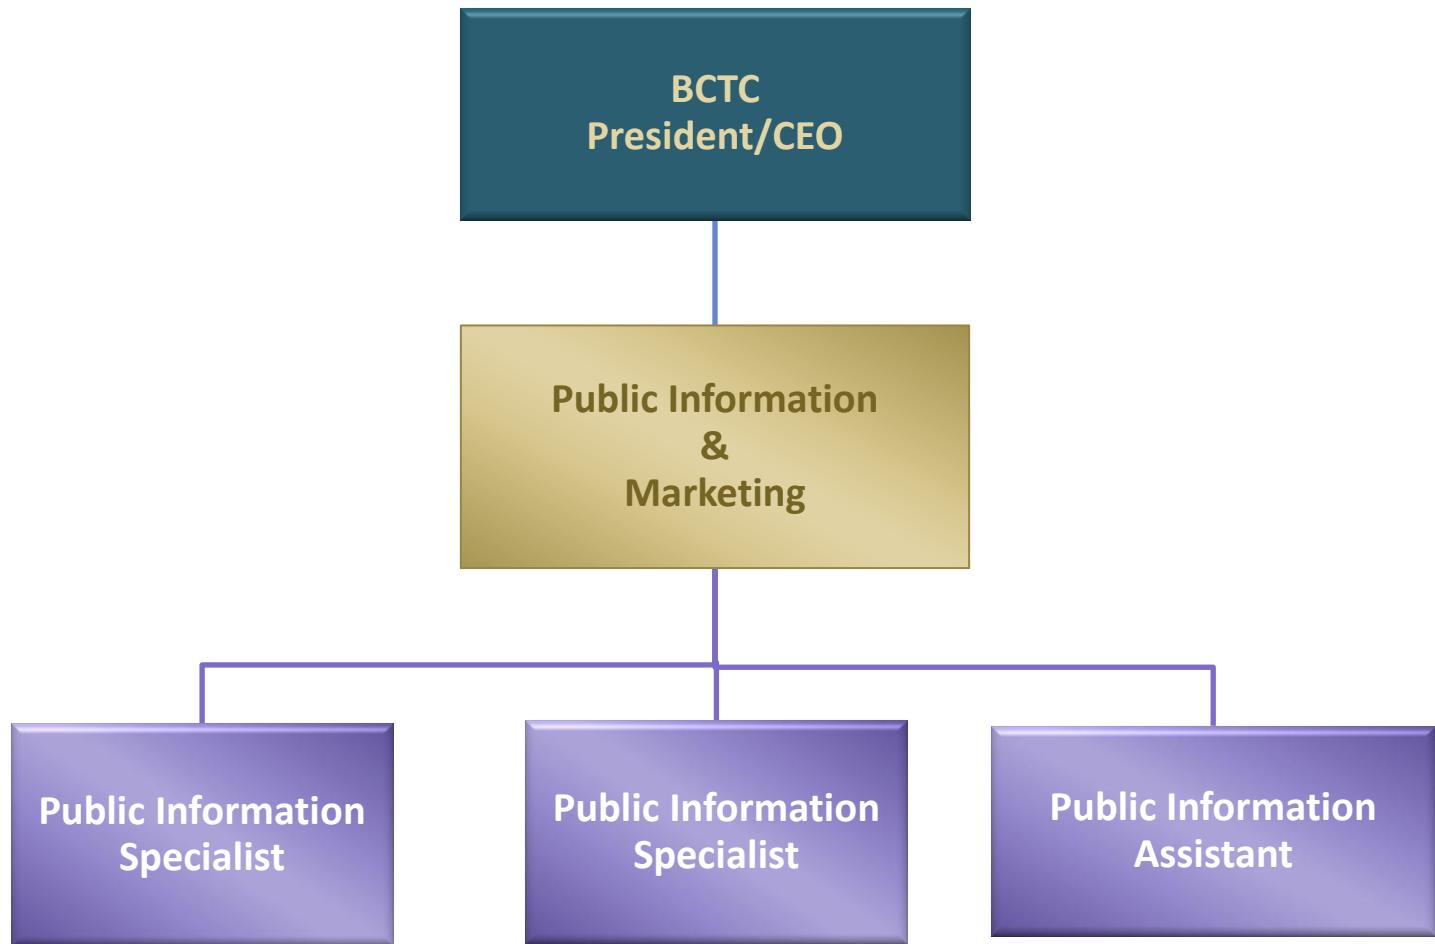 BCTC
President/CEO
Public Information
&
Marketing
Public Information
Specialist
Public Information
Specialist
Public Information
Assistant